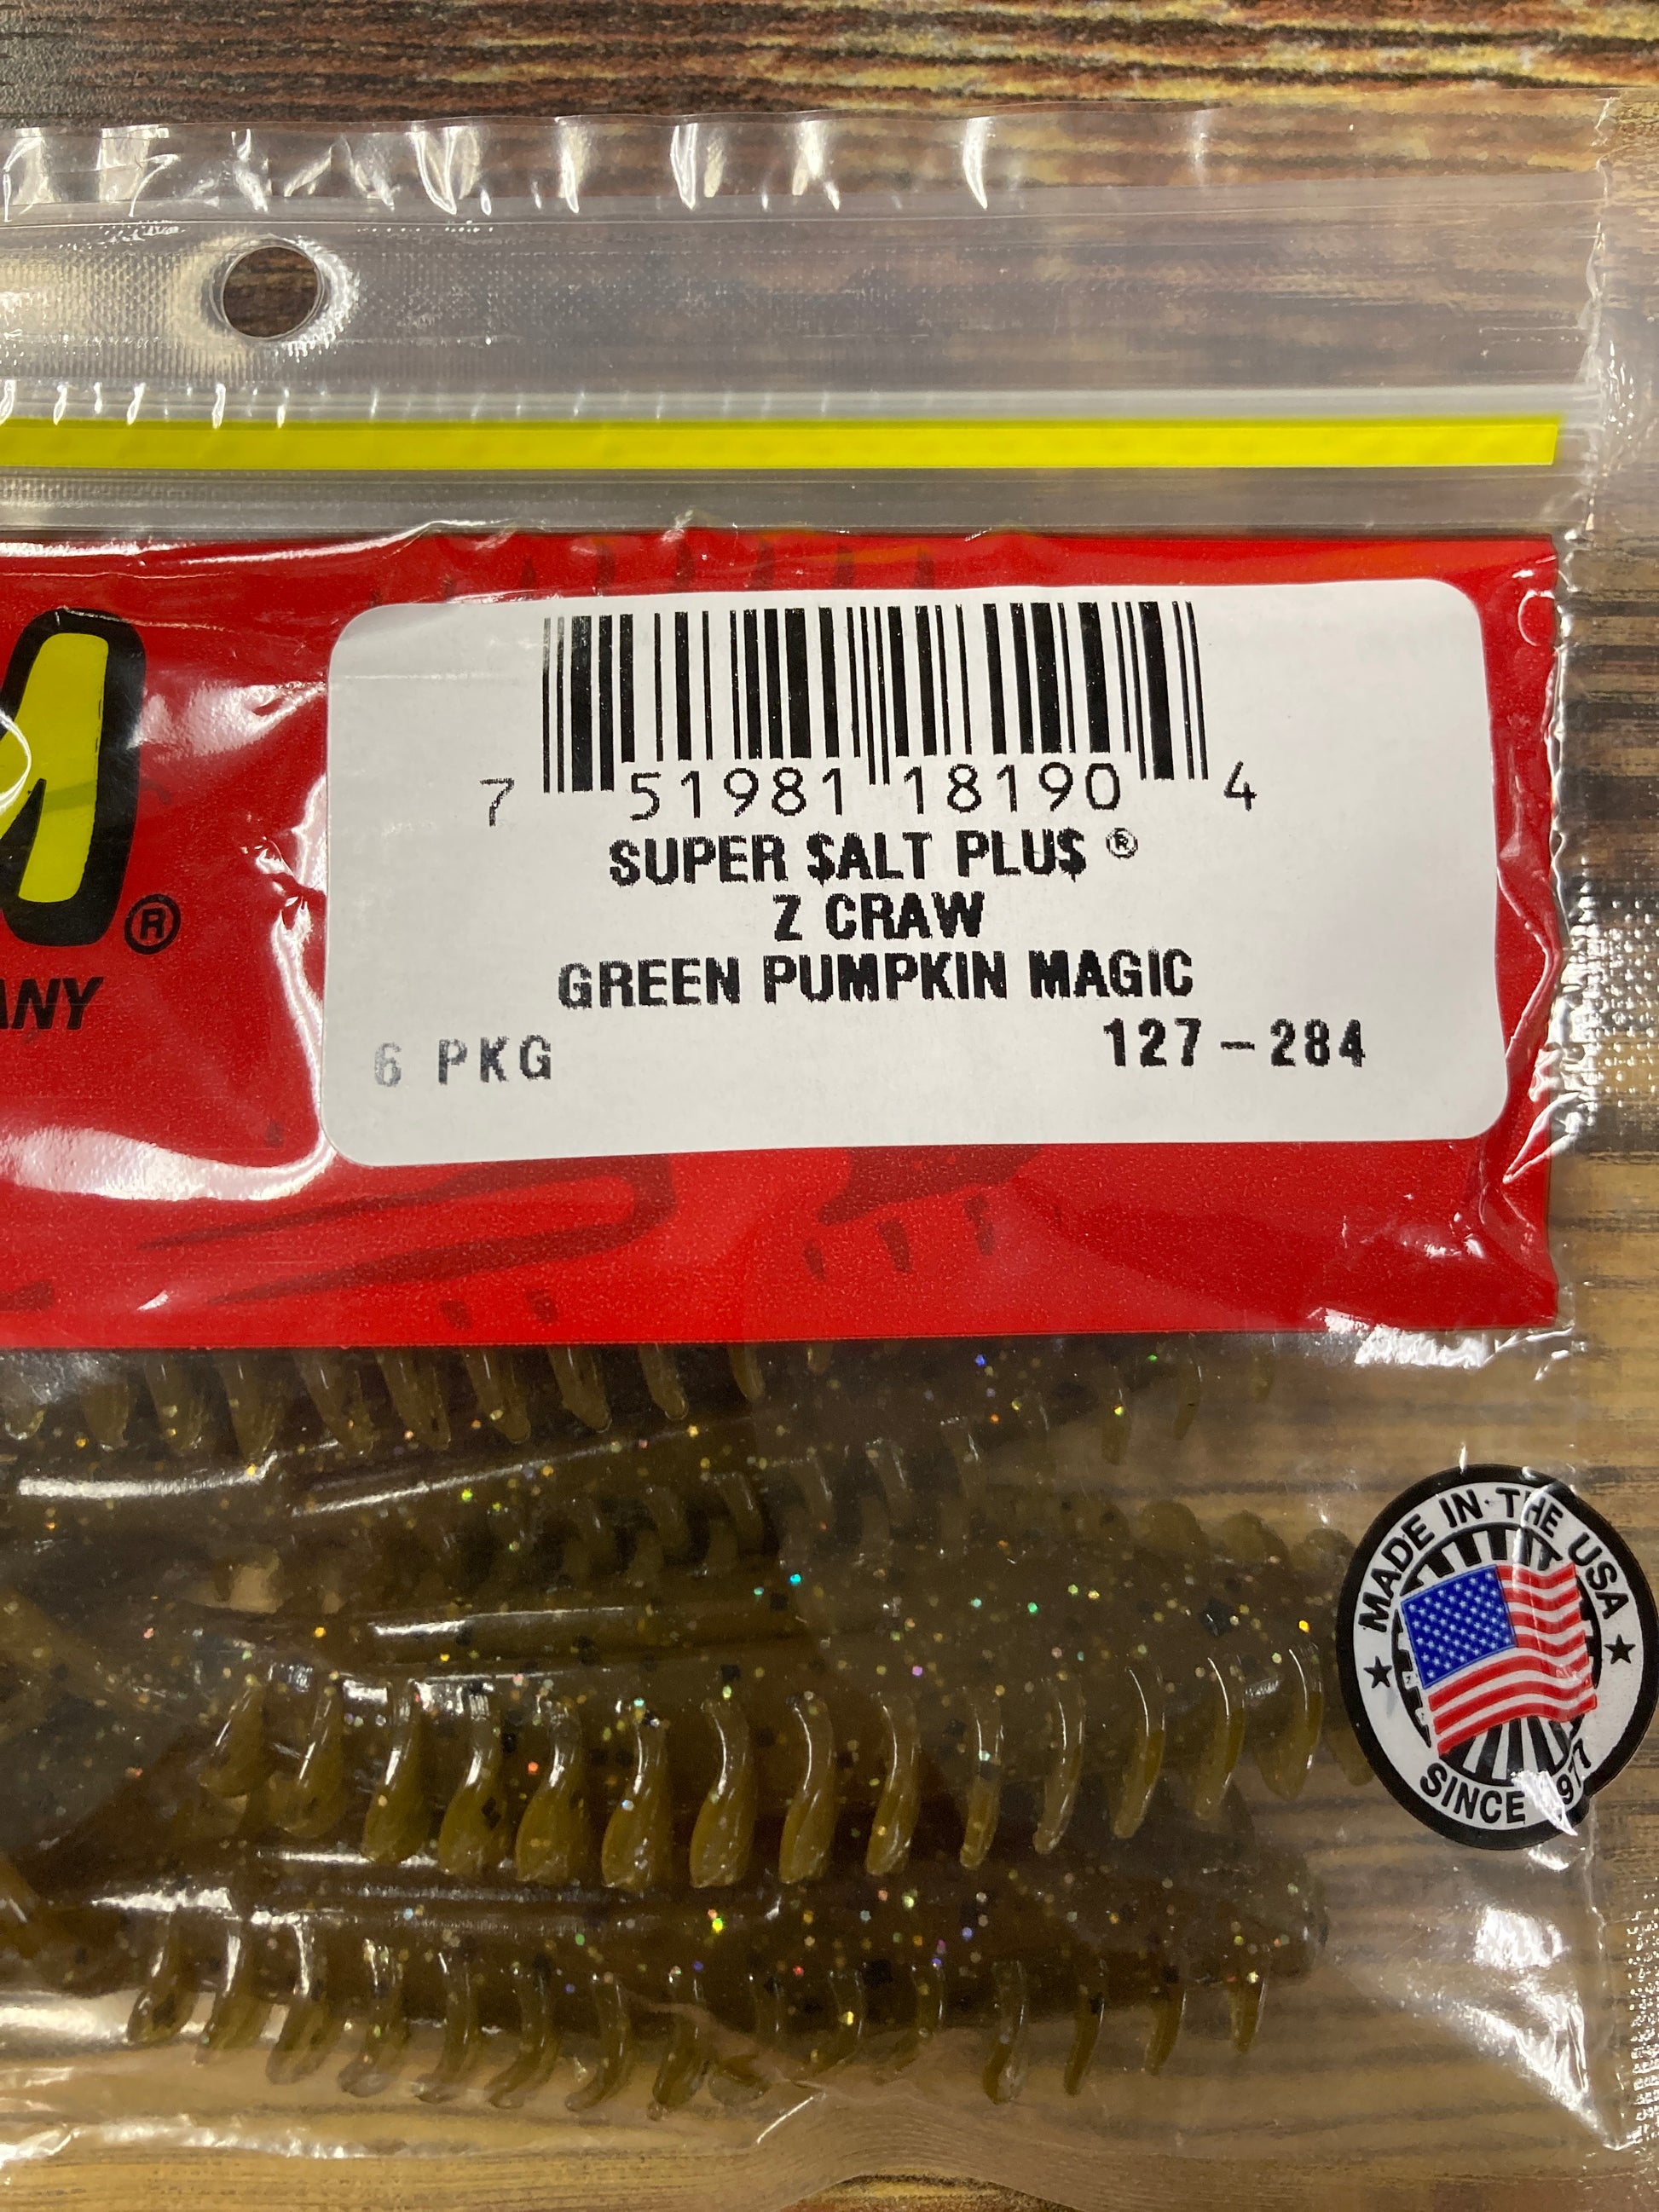 7 51981 18190 4
SUPER $ALT PLU$ ®
Z CRAW
GREEN PUMPKIN MAGIC
6 PKG 127-284
M®
ANY
MADE IN THE USA
SINCE 1977